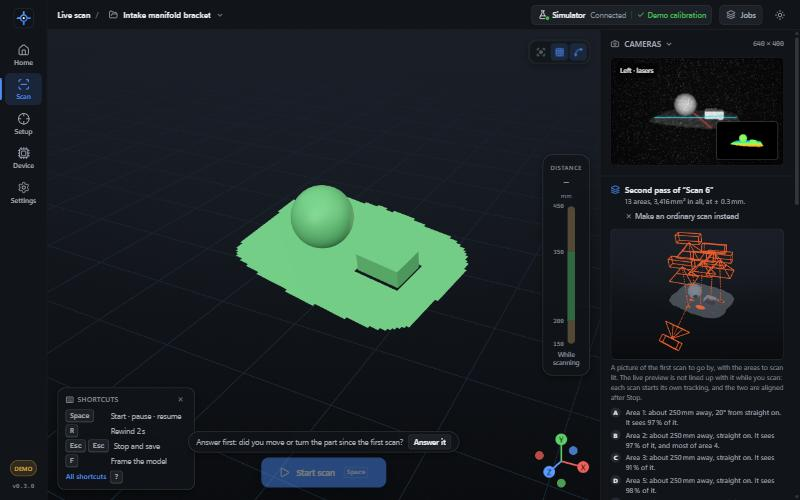 Live scan / Intake manifold bracket
Simulator Connected Demo calibration
Jobs
Home
Scan
Setup
Device
Settings
DEMO
v0.3.0
DISTANCE
–
mm
450
350
200
150
While
scanning
SHORTCUTS
Space Start · pause · resume
R Rewind 2 s
Esc Esc Stop and save
F Frame the model
All shortcuts ?
Answer first: did you move or turn the part since the first scan? Answer it
Start scan Space
Y
X
Z
CAMERAS 640 × 400
Left · lasers
Second pass of “Scan 6”
13 areas, 3,416 mm² in all, at ± 0.3 mm.
× Make an ordinary scan instead
A picture of the first scan to go by, with the areas to scan
lit. The live preview is not lined up with it while you scan:
each scan starts its own tracking, and the two are aligned
after Stop.
A Area 1: about 250 mm away, 20° from straight on.
It sees 97 % of it.
B Area 2: about 250 mm away, straight on. It sees
97 % of it, and most of area 4.
C Area 3: about 250 mm away, straight on. It sees
91 % of it.
D Area 5: about 250 mm away, straight on. It sees
98 % of it.